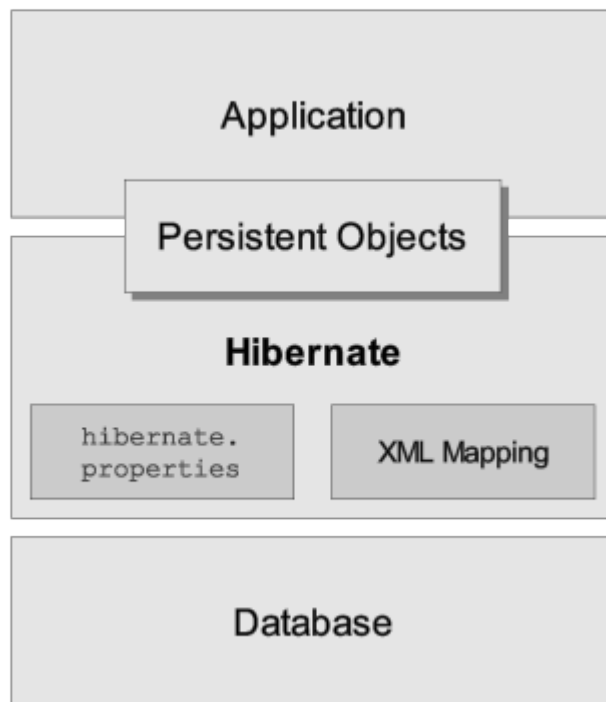 Application
Persistent Objects
Hibernate
hibernate.
properties
XML Mapping
Database